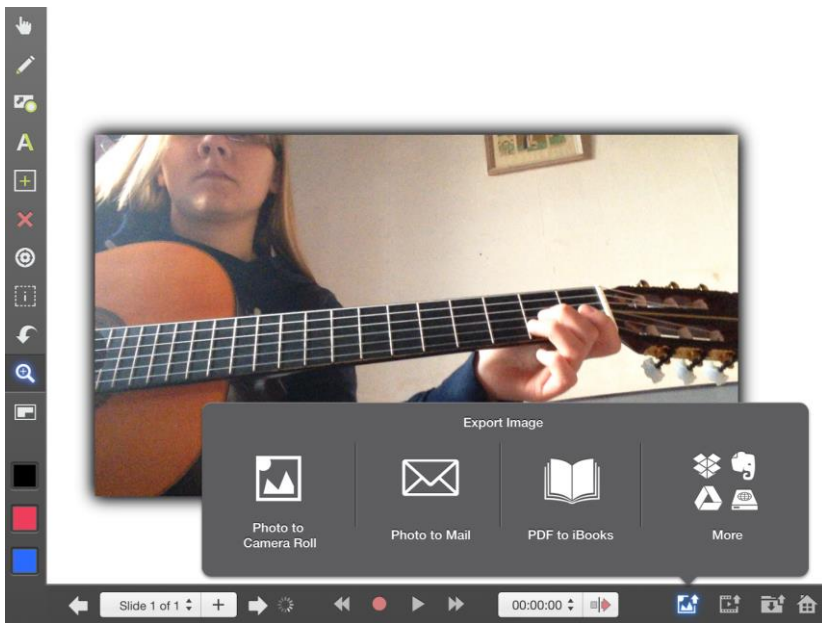 A
Export Image
Photo to
Camera Roll
Photo to Mail
PDF to iBooks
More
Slide 1 of 1
00:00:00